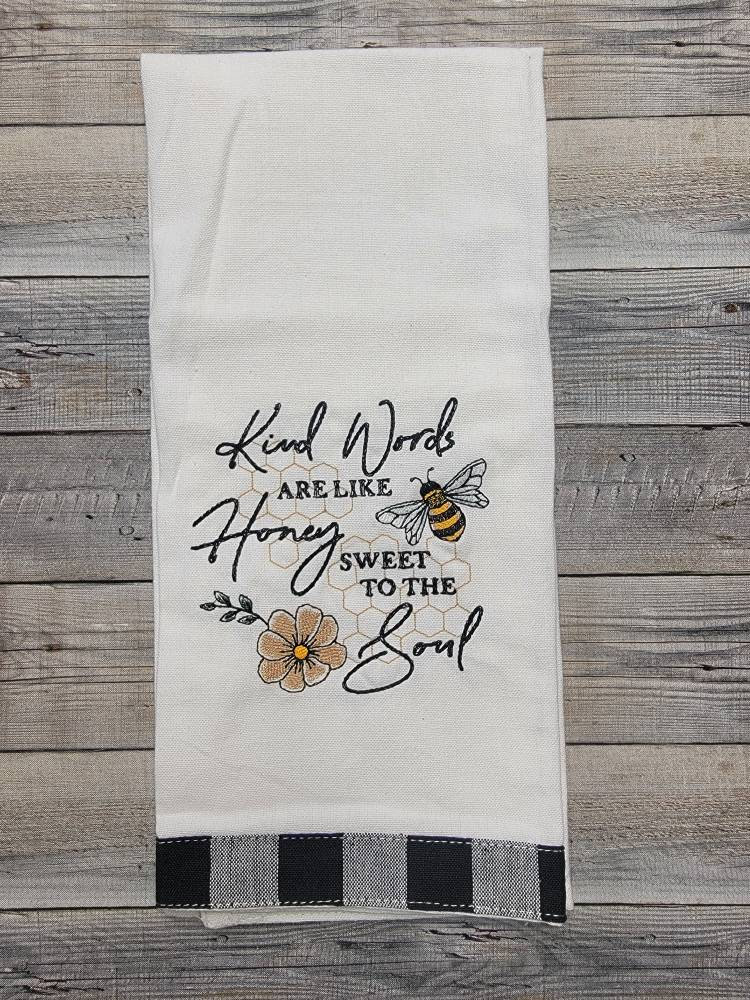 Kind Words
ARE LIKE
Honey
SWEET
TO THE
Soul